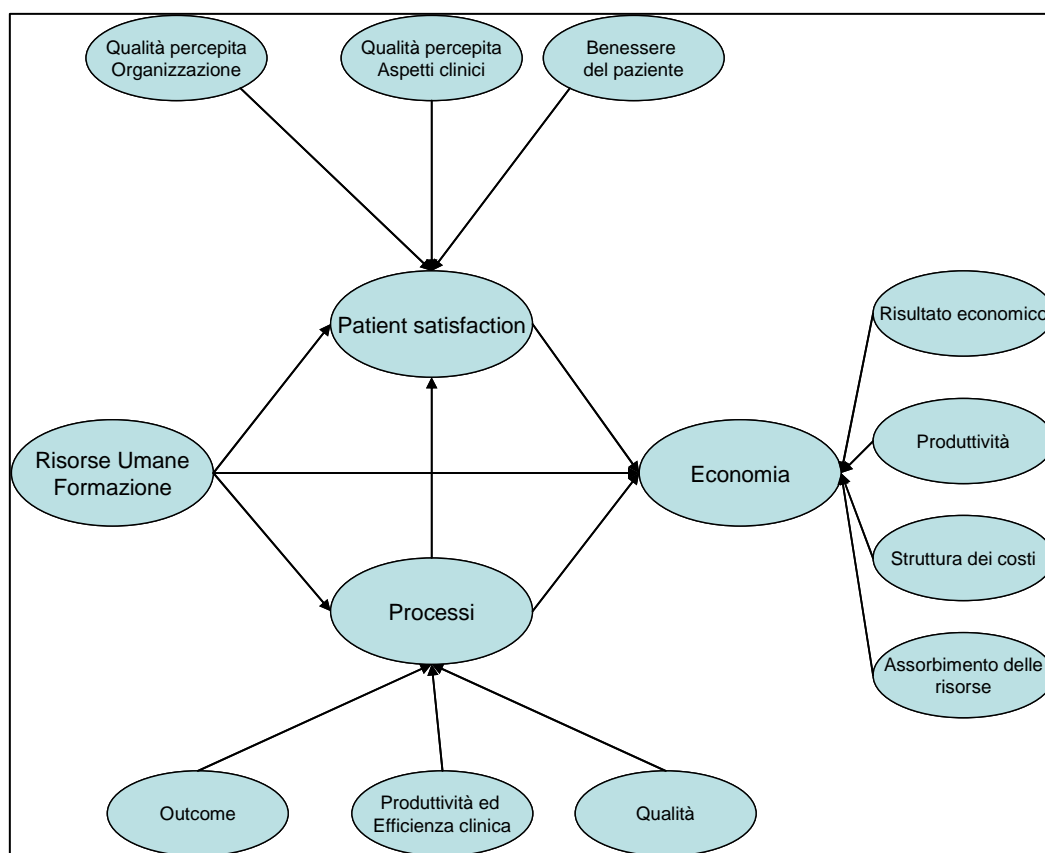 Qualità percepita
Organizzazione
Qualità percepita
Aspetti clinici
Benessere
del paziente
Patient satisfaction
Risultato economico
Produttività
Risorse Umane
Formazione
Economia
Struttura dei costi
Processi
Assorbimento delle
risorse
Outcome
Produttività ed
Efficienza clinica
Qualità